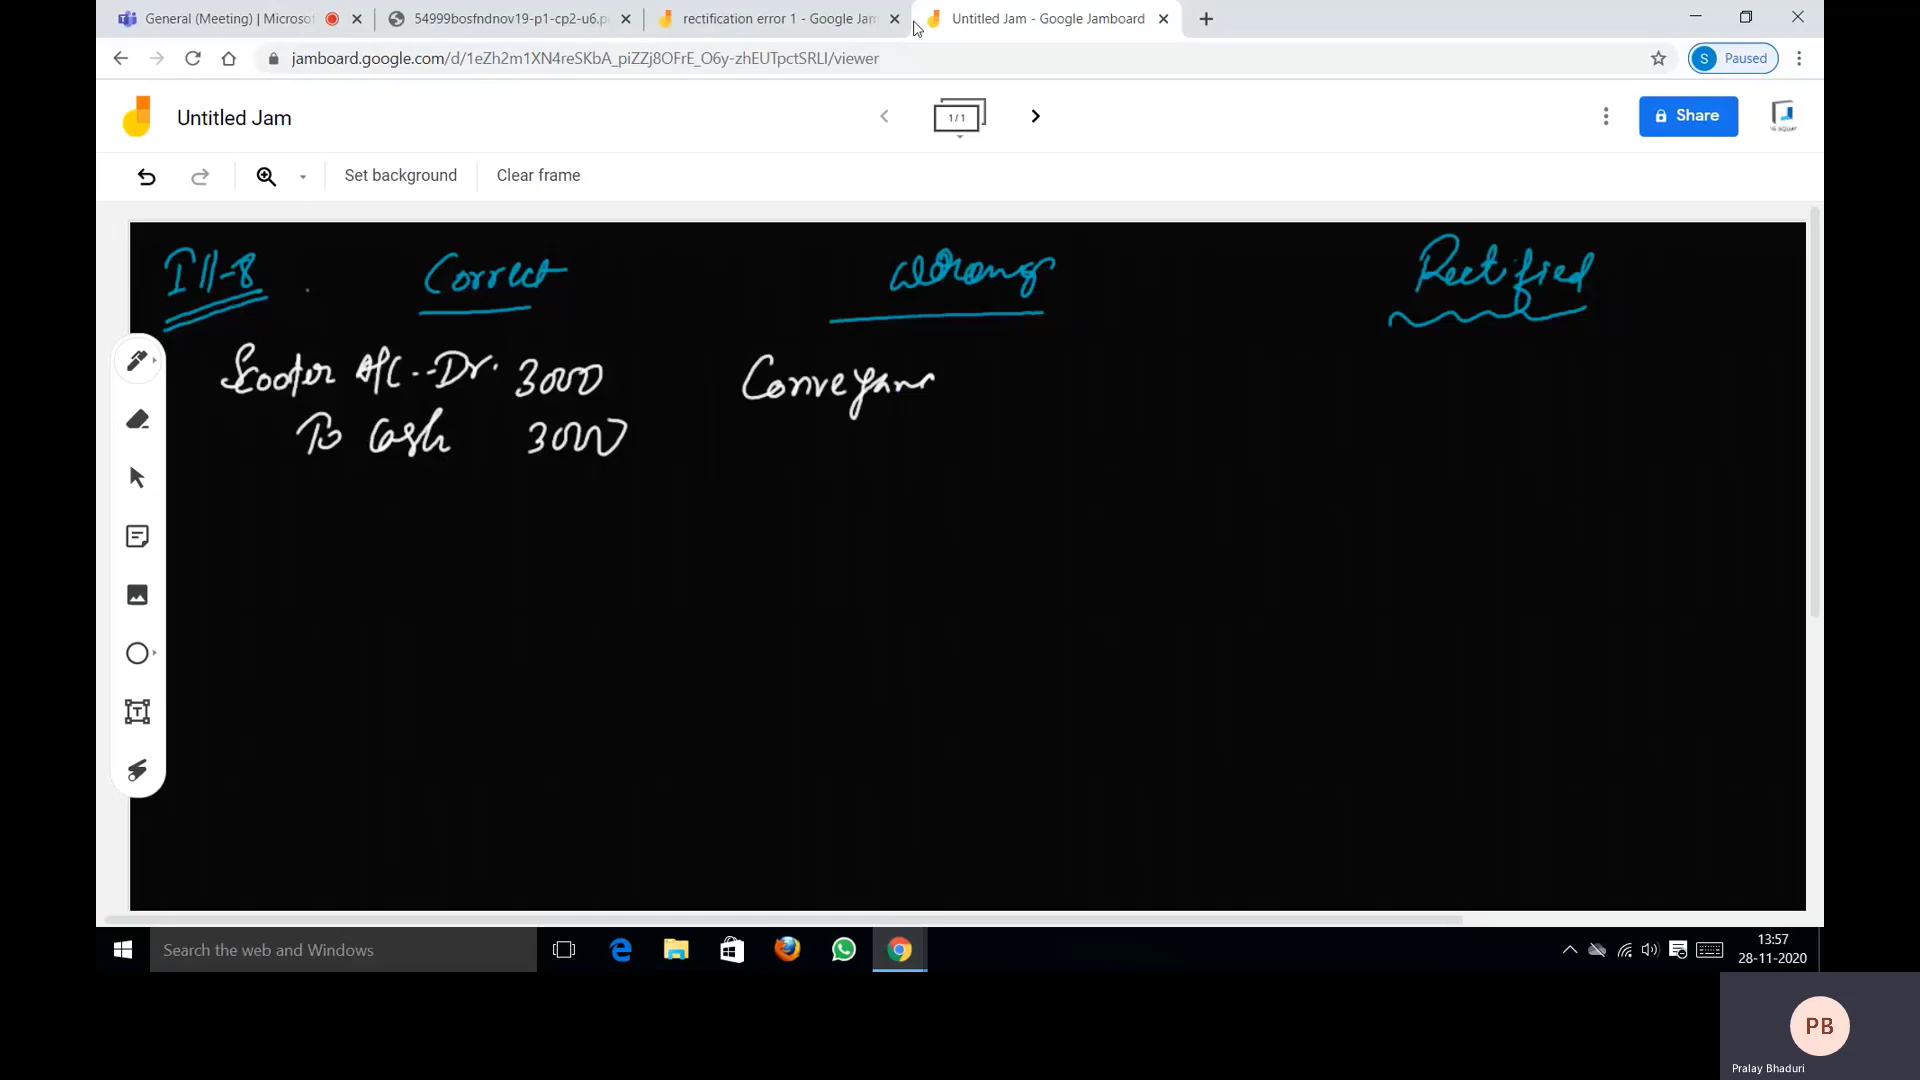 General (Meeting) | Microso
54999bosfndnov19-p1-cp2-u6.p
rectification error 1 - Google Jam
Untitled Jam - Google Jamboard
jamboard.google.com/d/1eZh2m1XN4reSKbA_piZZj8OFrE_O6y-zhEUTpctSRLI/viewer
S Paused
Untitled Jam
1/1
Share
Set background
Clear frame
Ill-8 Correct Wrong Rectified
Scooter A/c--Dr. 3000
Conveyan
To Cash 3000
Search the web and Windows
13:57
28-11-2020
PB
Pralay Bhaduri